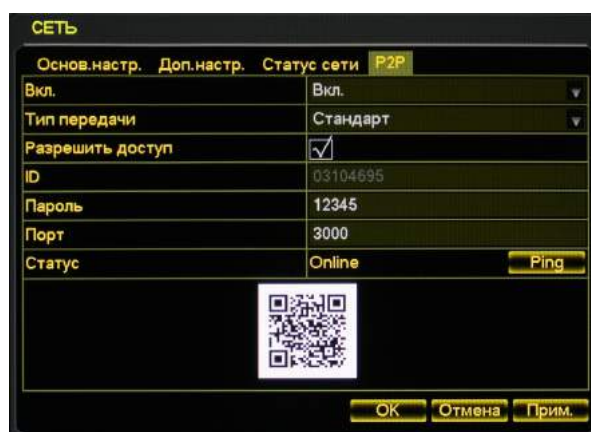 СЕТЬ
Основ.настр. Доп.настр. Статус сети P2P
Вкл. Вкл.
Тип передачи Стандарт
Разрешить доступ
ID 03104695
Пароль 12345
Порт 3000
Статус Online Ping
OK Отмена Прим.